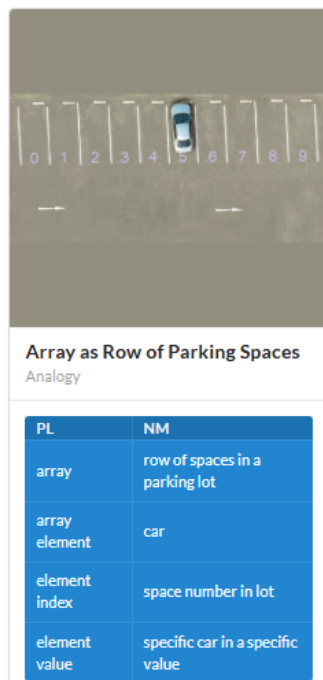 0 1 2 3 4 5 6 7 8 9
Array as Row of Parking Spaces
Analogy
PL NM
array row of spaces in a
parking lot
array
element car
element
index space number in lot
element specific car in a specific
value value